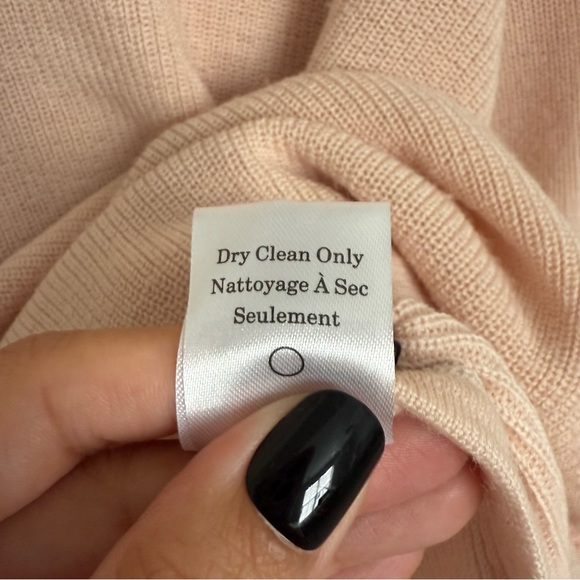 Dry Clean Only
Nattoyage À Sec
Seulement